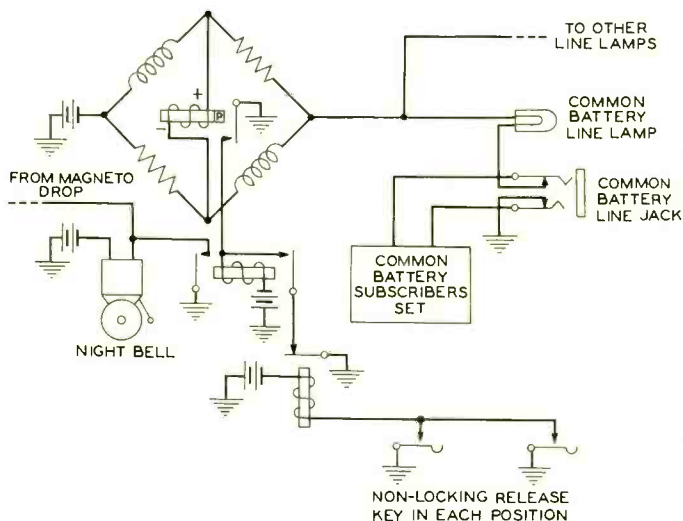 TO OTHER
LINE LAMPS
COMMON
BATTERY
LINE LAMP
+
P
-
FROM MAGNETO
DROP
COMMON
BATTERY
LINE JACK
COMMON
BATTERY
SUBSCRIBERS
SET
NIGHT BELL
NON-LOCKING RELEASE
KEY IN EACH POSITION